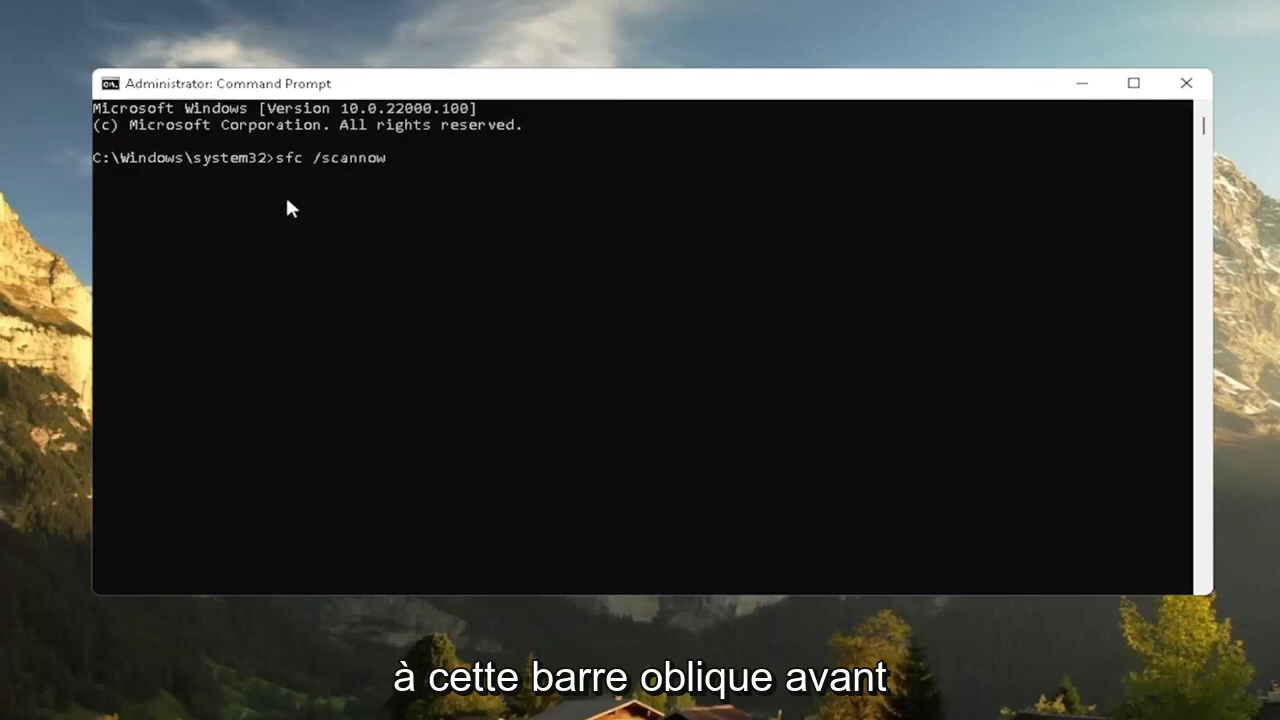 Administrator: Command Prompt
Microsoft Windows [Version 10.0.22000.100]
(c) Microsoft Corporation. All rights reserved.
C:\Windows\system32>sfc /scannow
à cette barre oblique avant